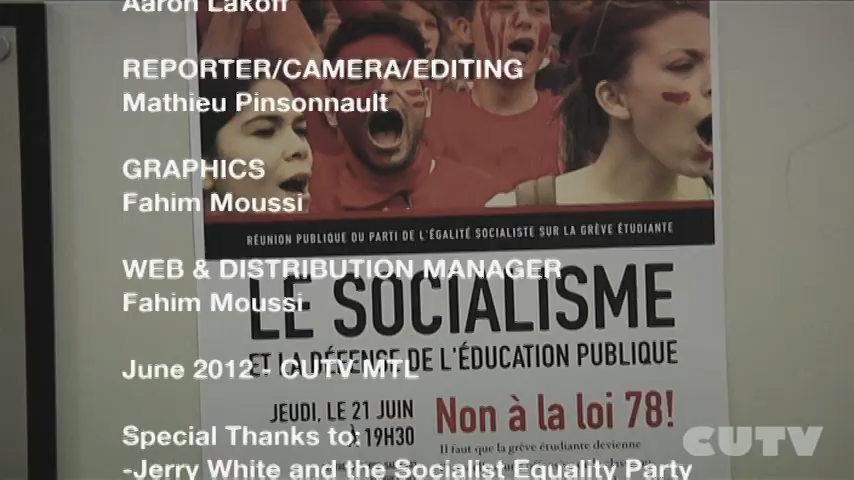 Aaron Lakoff
REPORTER/CAMERA/EDITING
Mathieu Pinsonnault
GRAPHICS
Fahim Moussi
WEB & DISTRIBUTION MANAGER
Fahim Moussi
June 2012 - CUTV MTL
Special Thanks to:
-Jerry White and the Socialist Equality Party
RÉUNION PUBLIQUE DU PARTI DE L'ÉGALITÉ SOCIALISTE SUR LA GRÈVE ÉTUDIANTE
LE SOCIALISME
ET LA DÉFENSE DE L'ÉDUCATION PUBLIQUE
JEUDI, LE 21 JUIN
À 19H30
Non à la loi 78!
Il faut que la grève étudiante devienne
CUTV